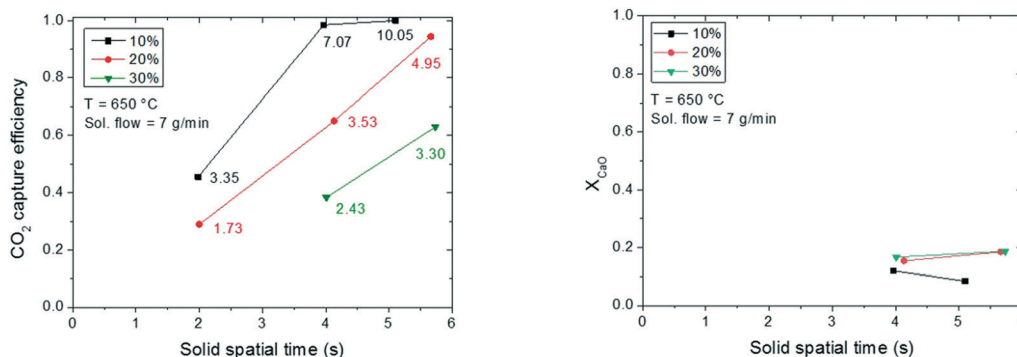 CO2 capture efficiency
1.0
0.8
0.6
0.4
0.2
0.0
10%
20%
30%
T = 650 °C
Sol. flow = 7 g/min
7.07
10.05
4.95
3.53
3.35
3.30
2.43
1.73
0 1 2 3 4 5 6
Solid spatial time (s)
XCaO
1.0
0.8
0.6
0.4
0.2
0.0
10%
20%
30%
T = 650 °C
Sol. flow = 7 g/min
0 1 2 3 4 5
Solid spatial time (s)